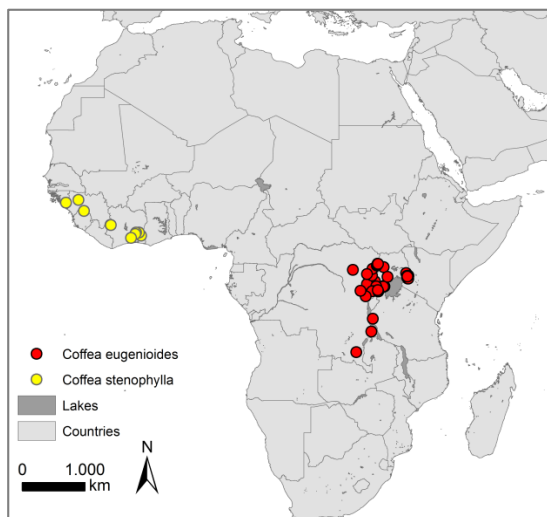 Coffea eugenioides
Coffea stenophylla
Lakes
Countries
N
0 1.000
km